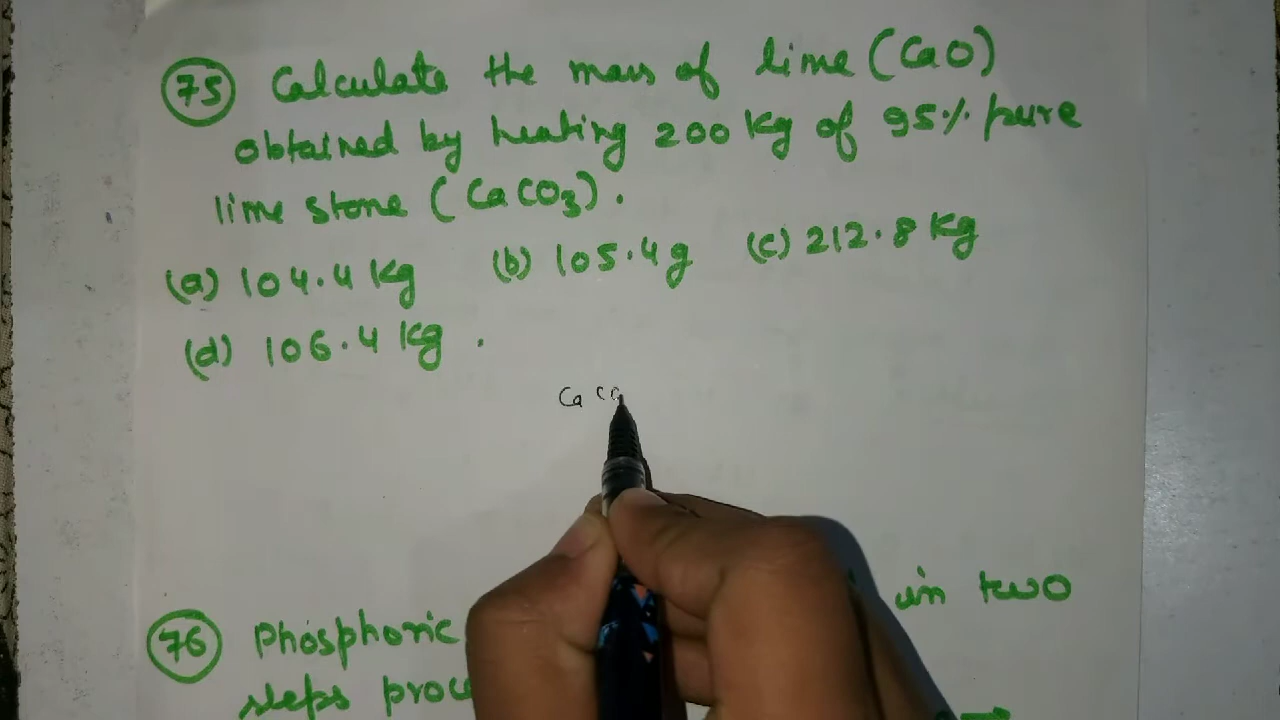 75 Calculate the mass of lime (CaO)
obtained by heating 200 Kg of 95% pure
lime stone (CaCO3).
(a) 104.4 Kg (b) 105.4 g (c) 212.8 Kg
(d) 106.4 Kg.
Ca CO
76 Phosphoric in two
steps